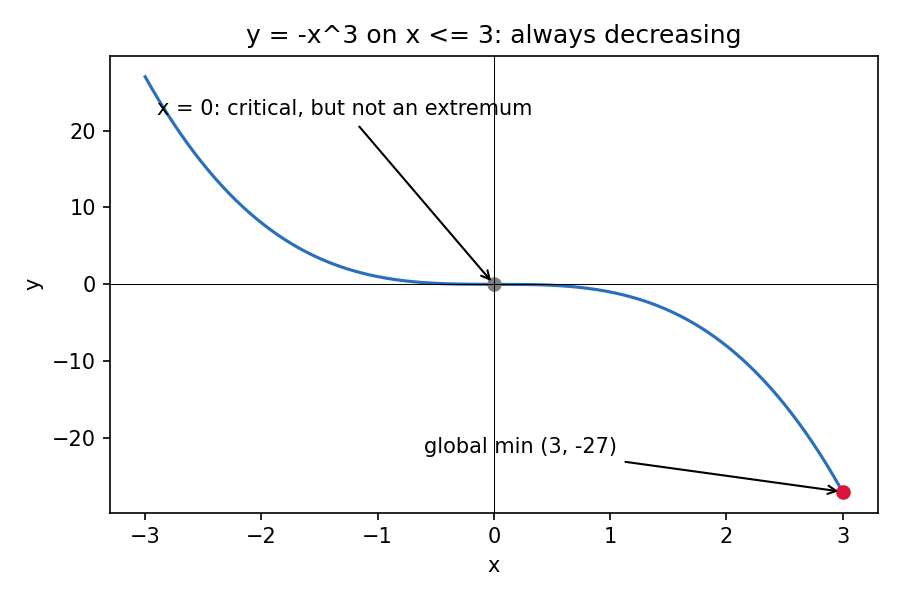 y = -x^3 on x <= 3: always decreasing
x = 0: critical, but not an extremum
global min (3, -27)
y
20
10
0
−10
−20
−3
−2
−1
0
1
2
3
x